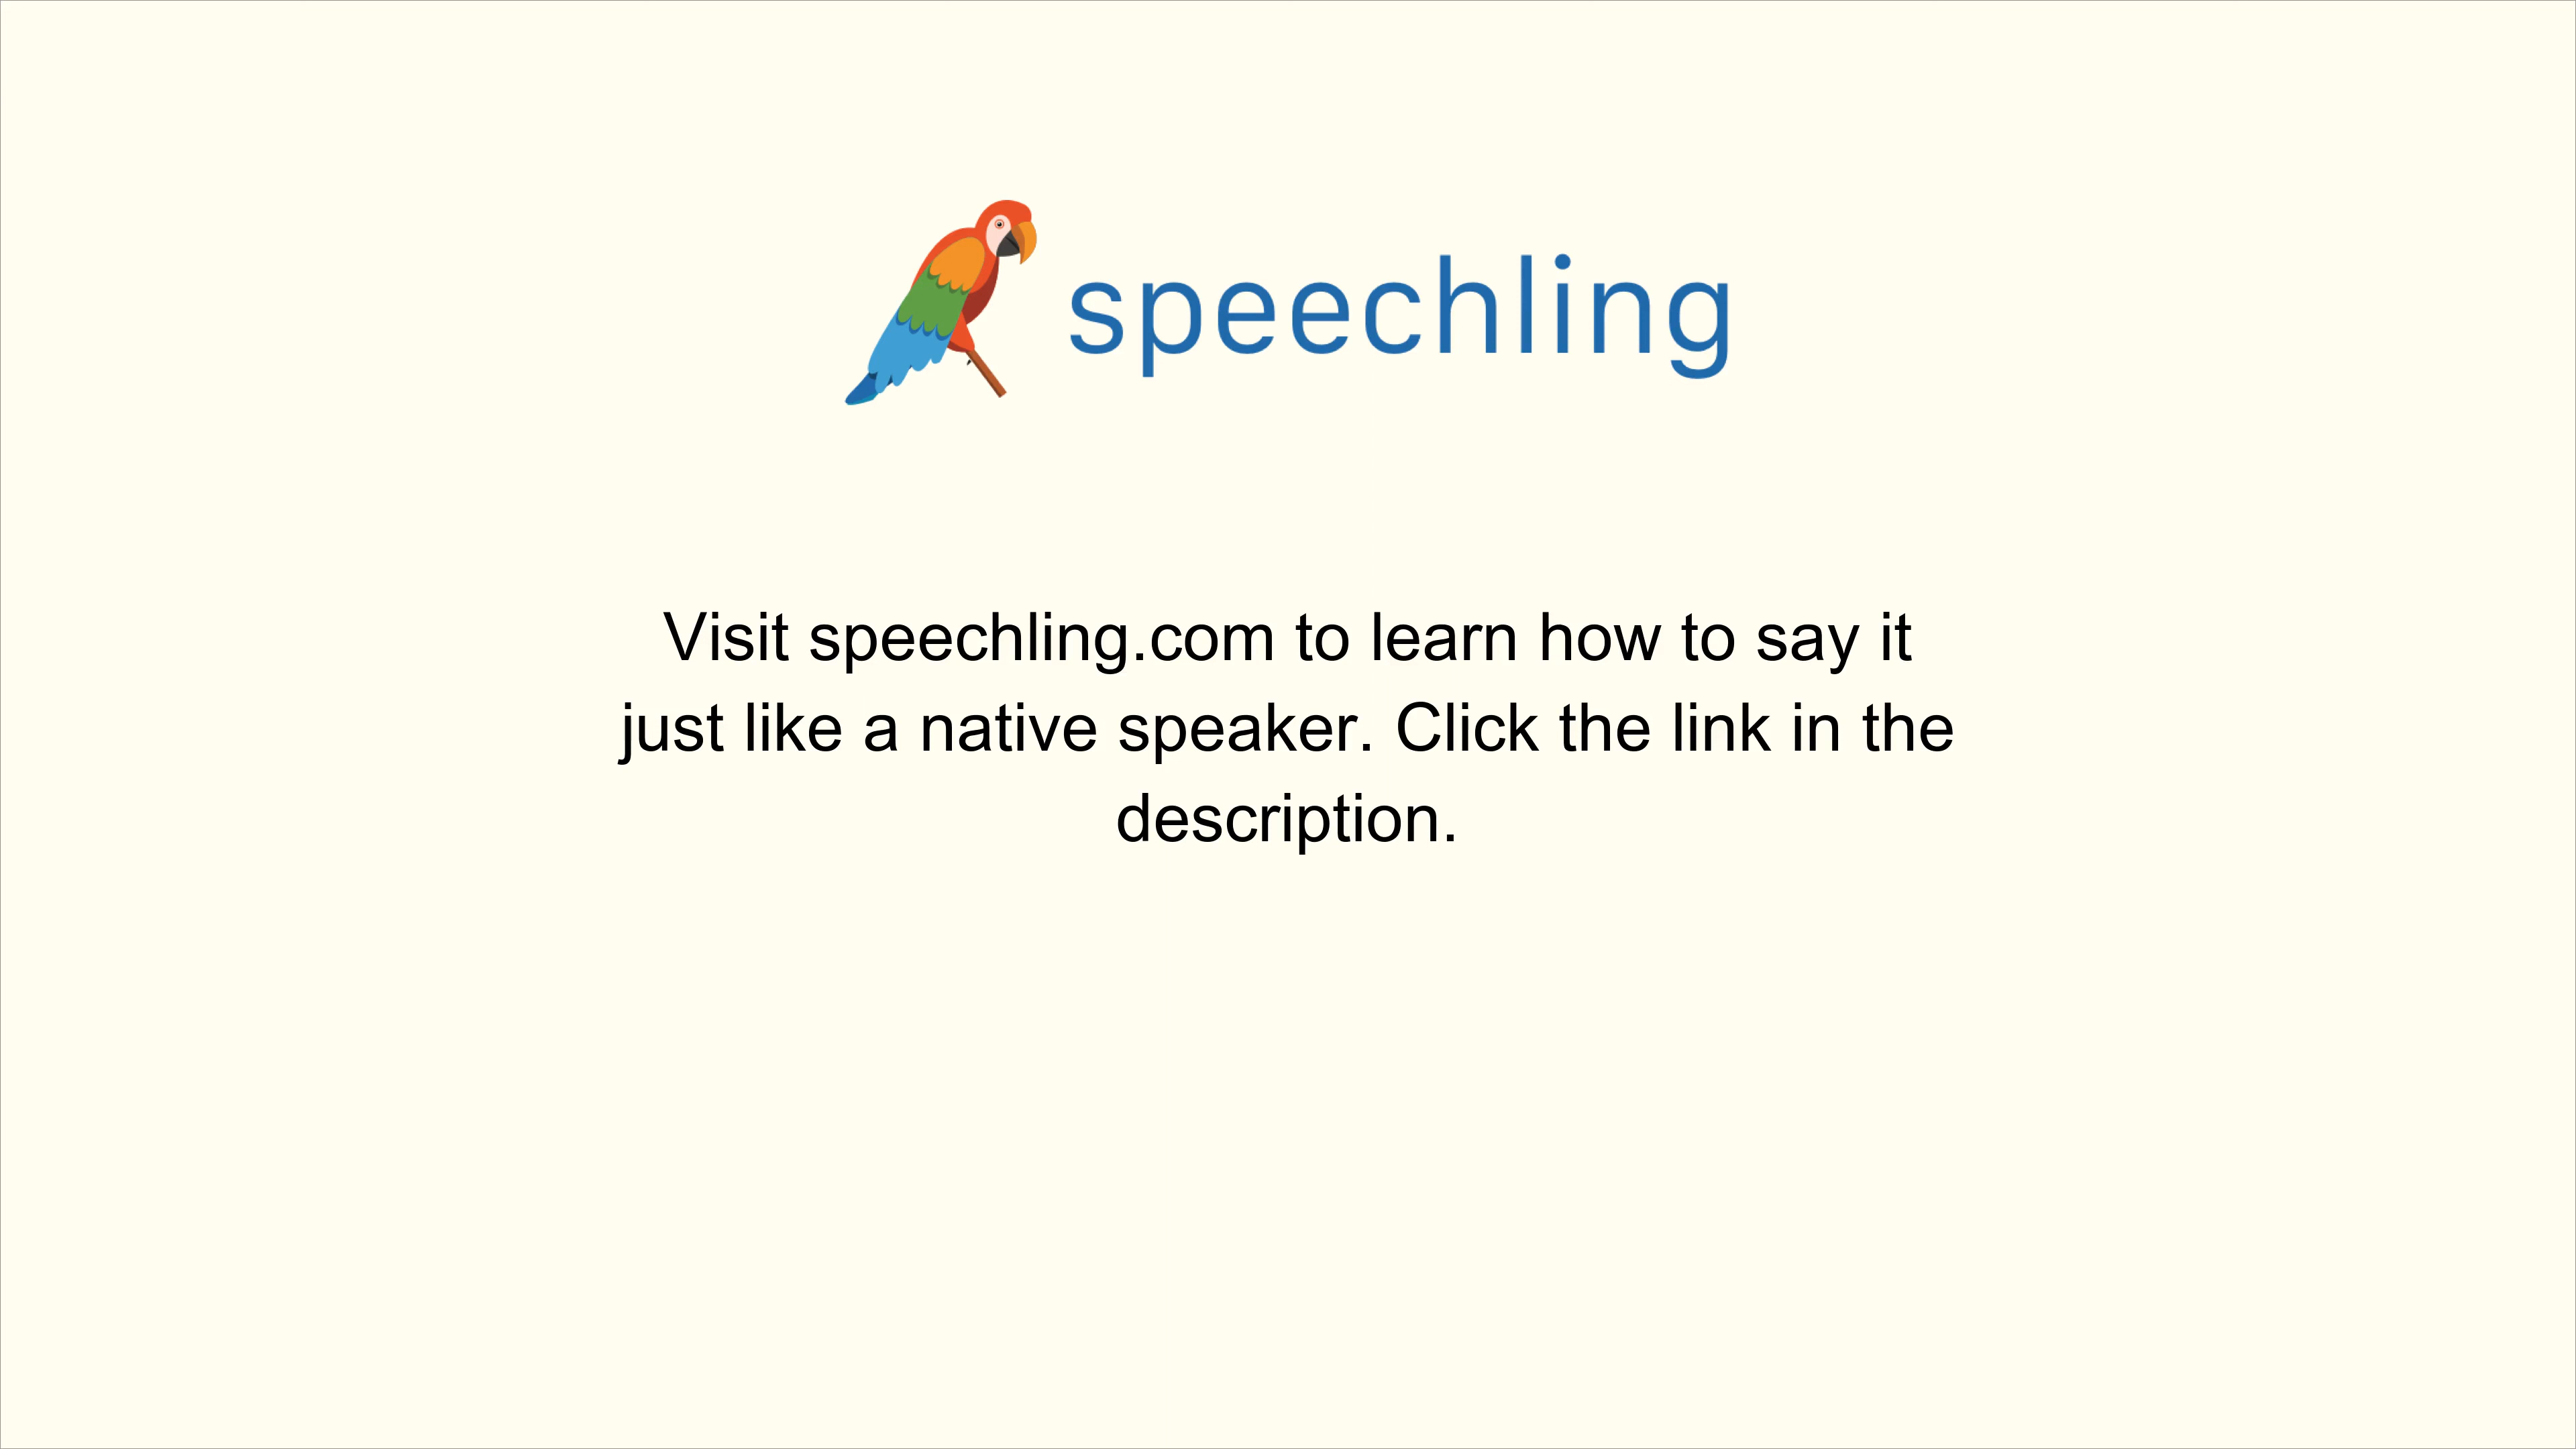 speechling
Visit speechling.com to learn how to say it
just like a native speaker. Click the link in the
description.